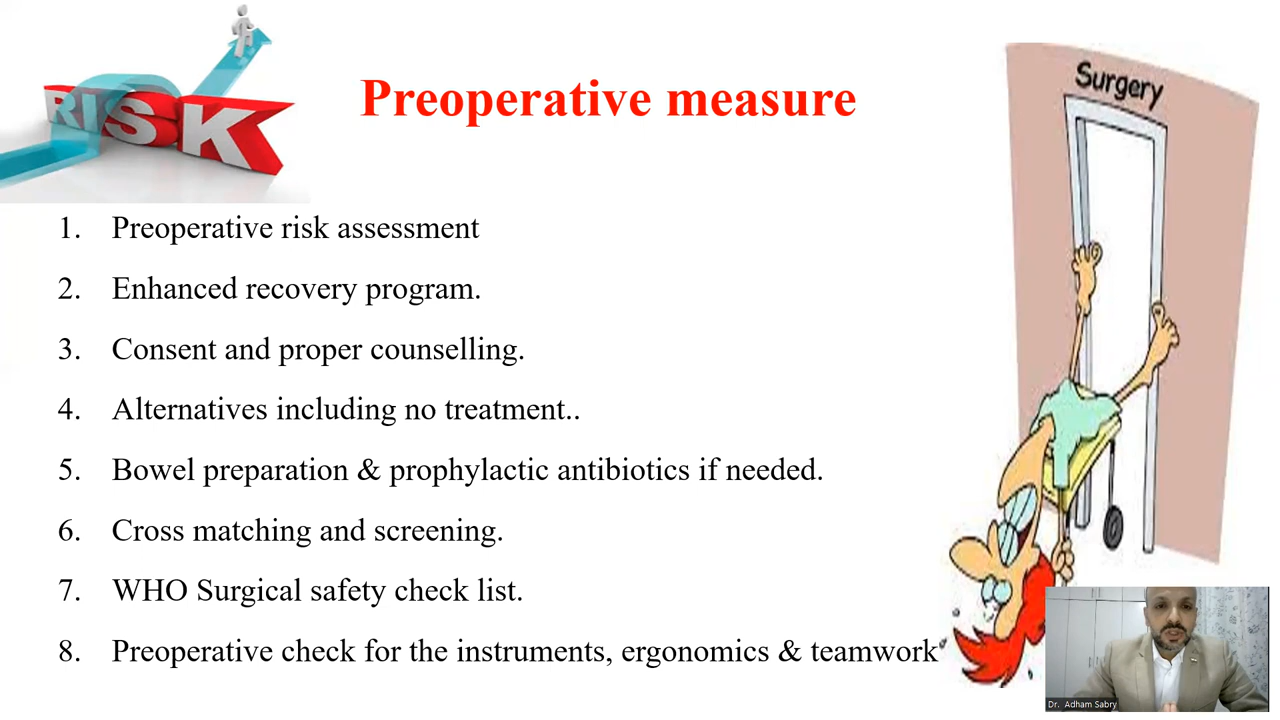 RISK
Preoperative measure
Surgery
1. Preoperative risk assessment
2. Enhanced recovery program.
3. Consent and proper counselling.
4. Alternatives including no treatment..
5. Bowel preparation & prophylactic antibiotics if needed.
6. Cross matching and screening.
7. WHO Surgical safety check list.
8. Preoperative check for the instruments, ergonomics & teamwork
Dr. Adham Sabry